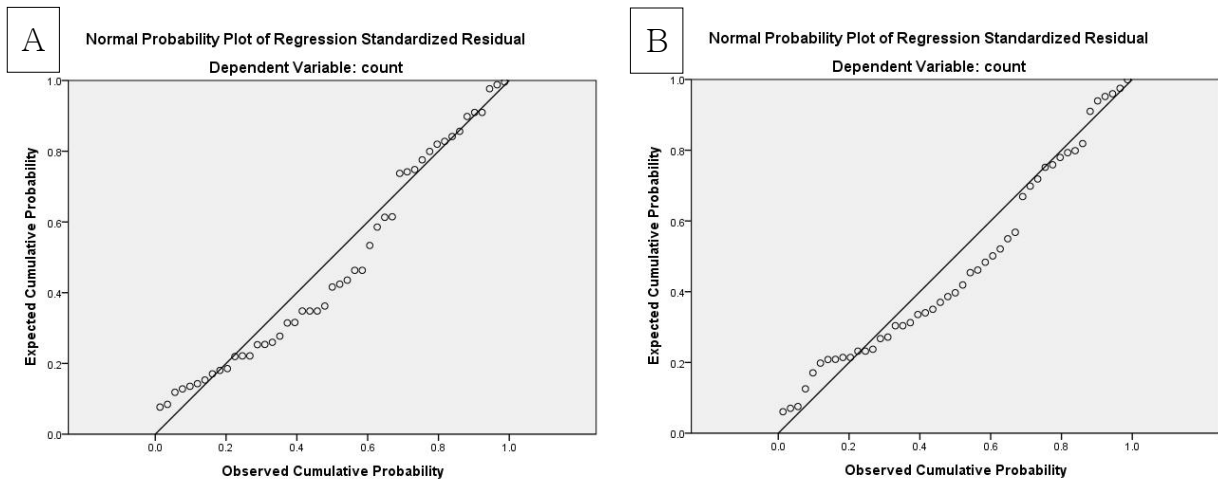 A
Normal Probability Plot of Regression Standardized Residual
Dependent Variable: count
Expected Cumulative Probability
1.0
0.8
0.6
0.4
0.2
0.0
0.0 0.2 0.4 0.6 0.8 1.0
Observed Cumulative Probability
B
Normal Probability Plot of Regression Standardized Residual
Dependent Variable: count
Expected Cumulative Probability
1.0
0.8
0.6
0.4
0.2
0.0
0.0 0.2 0.4 0.6 0.8 1.0
Observed Cumulative Probability